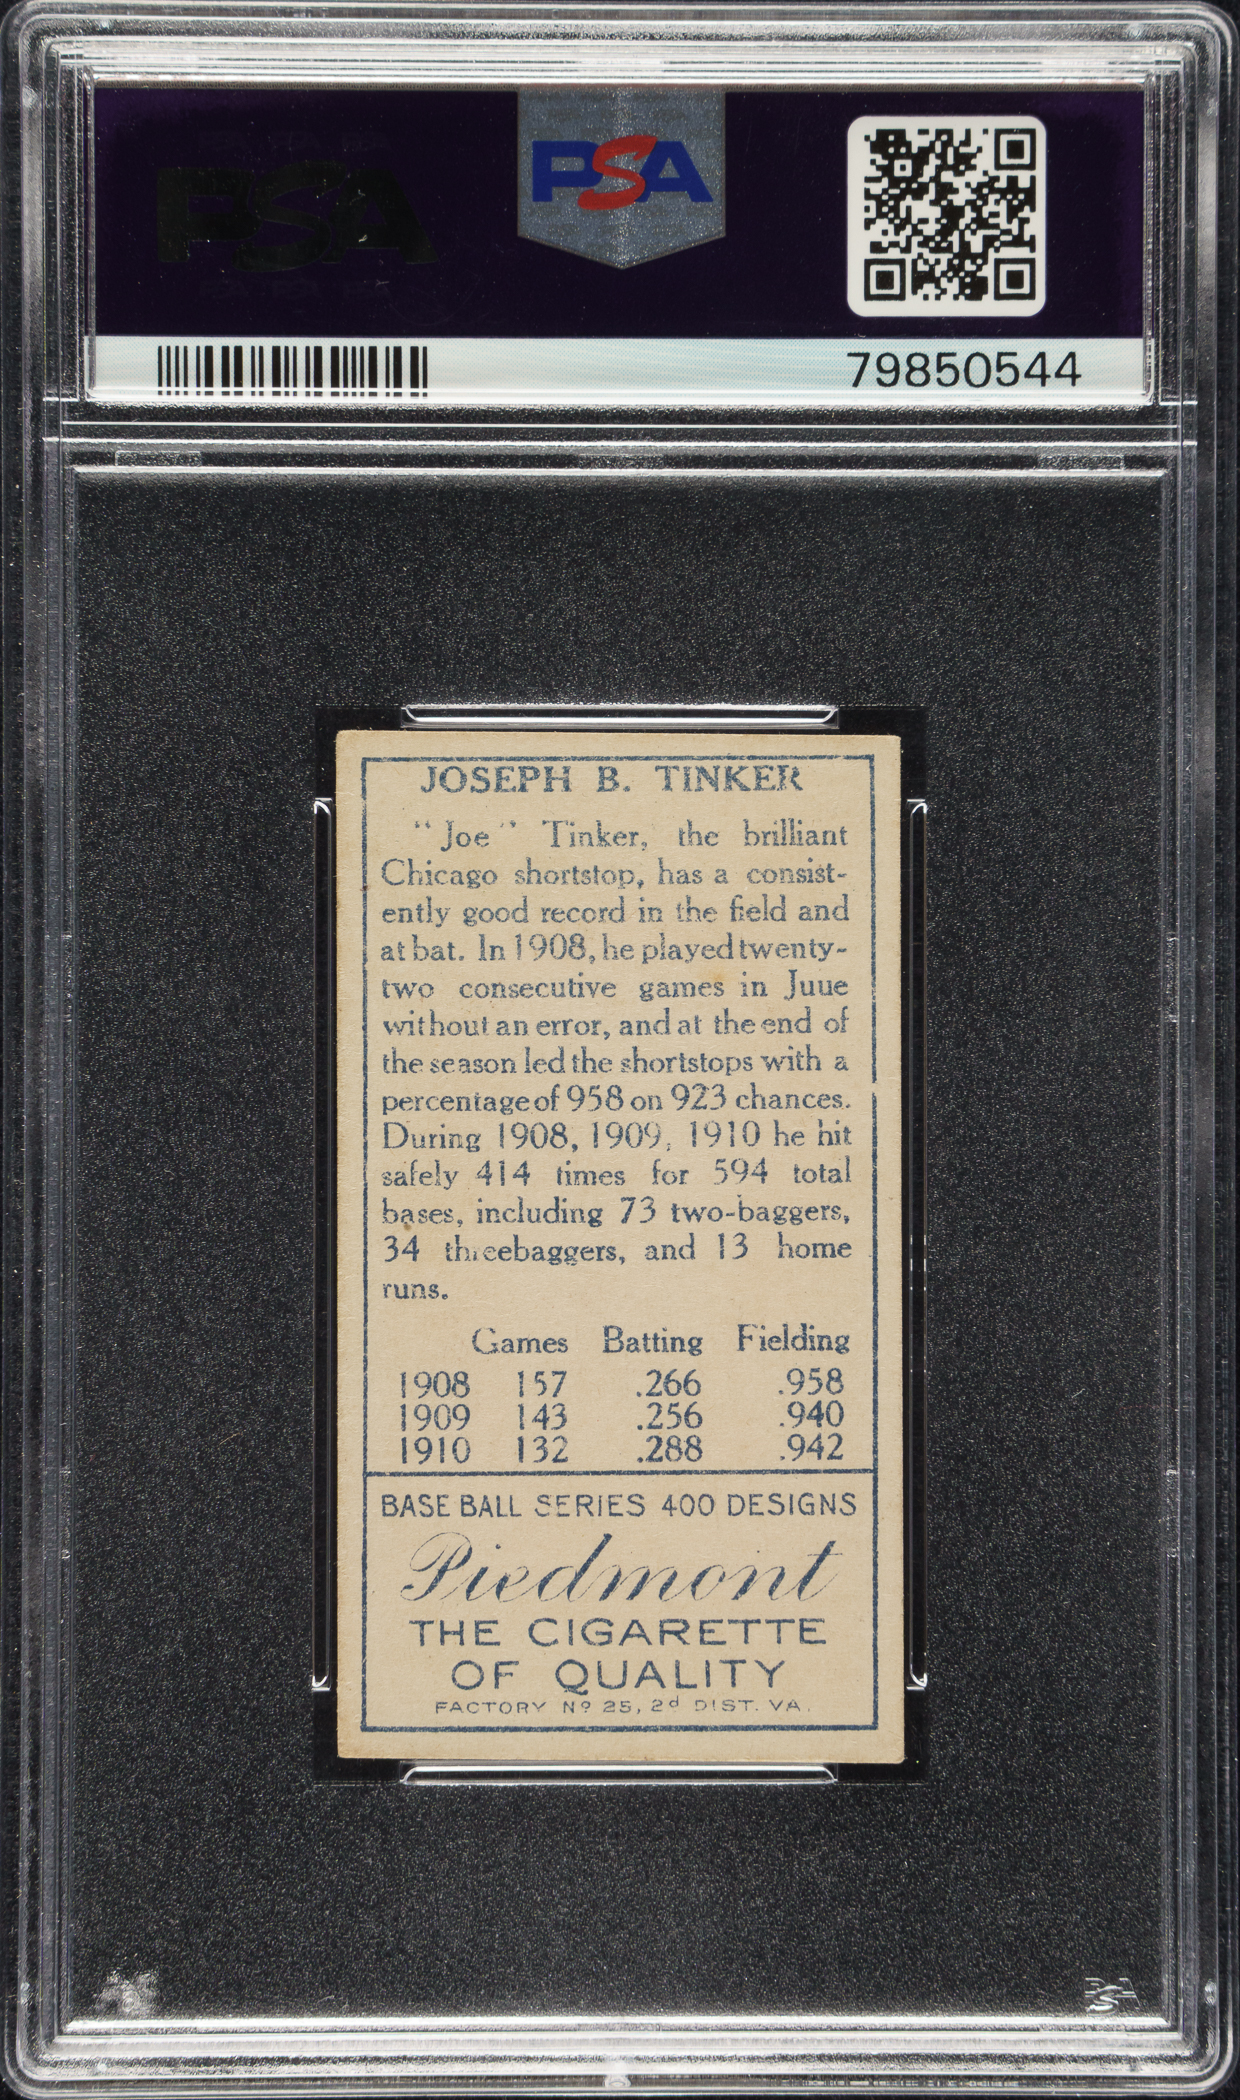 PSA
PSA
79850544
JOSEPH B. TINKER
"Joe" Tinker, the brilliant
Chicago shortstop, has a consist-
ently good record in the field and
at bat. In 1908, he played twenty-
two consecutive games in Juue
without an error, and at the end of
the season led the shortstops with a
percentage of 958 on 923 chances.
During 1908, 1909, 1910 he hit
safely 414 times for 594 total
bases, including 73 two-baggers,
34 threebaggers, and 13 home
runs.
Games Batting Fielding
1908 157 .266 .958
1909 143 .256 .940
1910 132 .288 .942
BASE BALL SERIES 400 DESIGNS
Piedmont
THE CIGARETTE
OF QUALITY
FACTORY Nº 25, 2d DIST. VA.
PSA